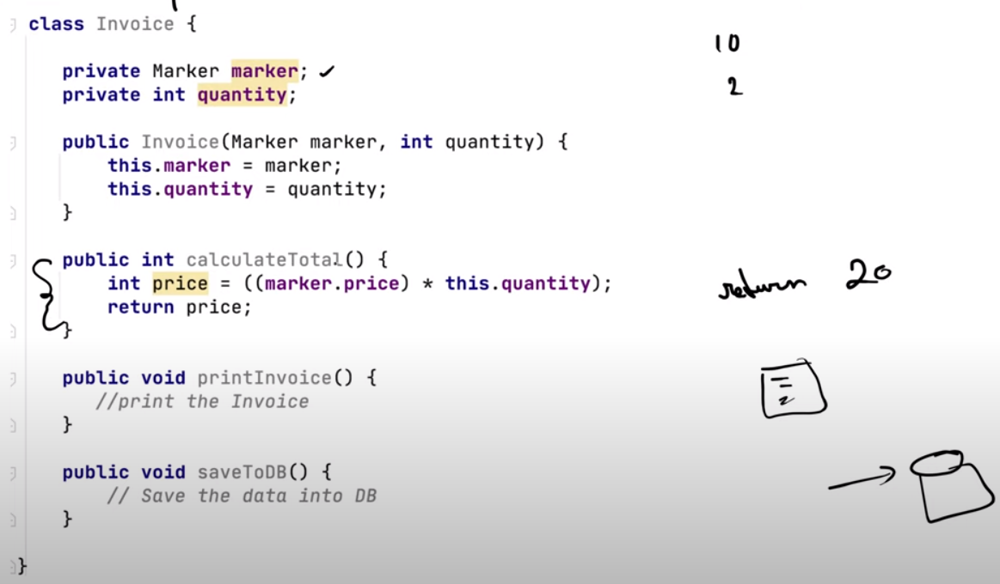 class Invoice {
10
private Marker marker;
2
private int quantity;
public Invoice(Marker marker, int quantity) {
this.marker = marker;
this.quantity = quantity;
}
public int calculateTotal() {
int price = ((marker.price) * this.quantity);
return 20
return price;
}
public void printInvoice() {
//print the Invoice
}
public void saveToDB() {
// Save the data into DB
}
}